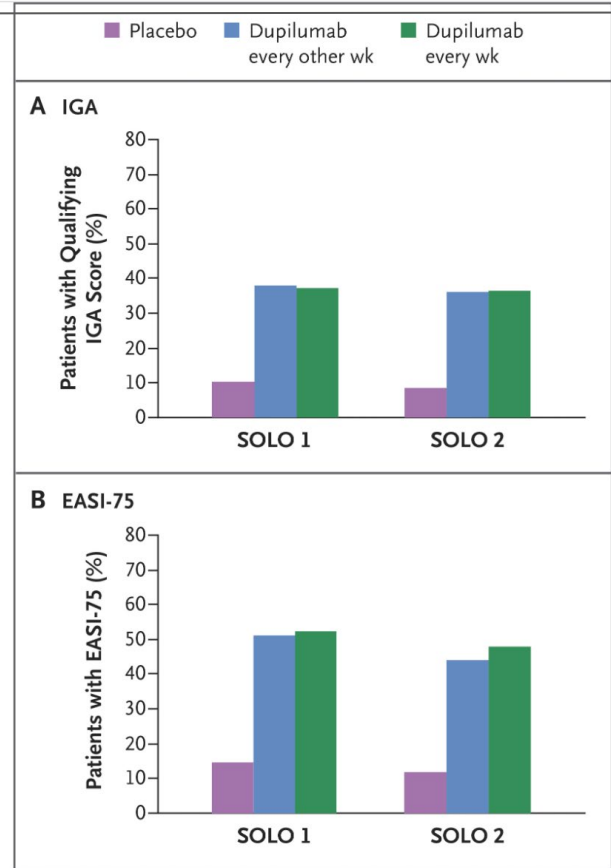 Placebo
Dupilumab
every other wk
Dupilumab
every wk
A IGA
Patients with Qualifying
IGA Score (%)
80
70
60
50
40
30
20
10
0
SOLO 1
SOLO 2
B EASI-75
Patients with EASI-75 (%)
80
70
60
50
40
30
20
10
0
SOLO 1
SOLO 2